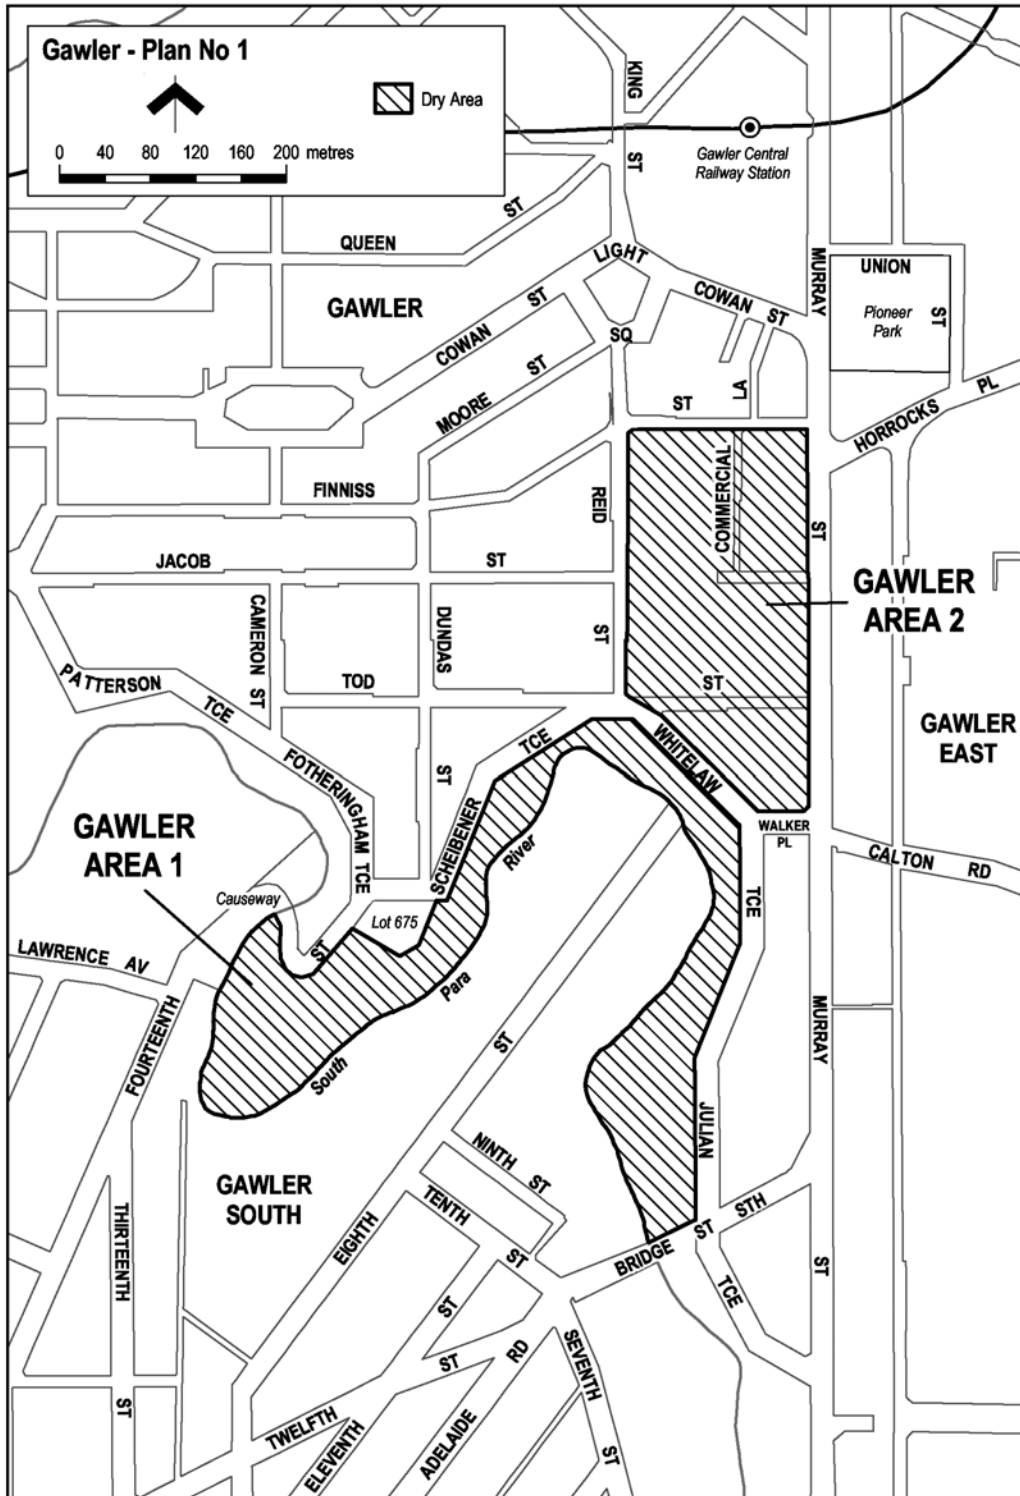 Gawler - Plan No 1
Dry Area
0 40 80 120 160 200 metres
KING
ST
Gawler Central
Railway Station
QUEEN
ST
LIGHT
SQ
MURRAY
UNION
ST
Pioneer
Park
GAWLER
COWAN
ST
COWAN
ST
MOORE
ST
ST
LA
HORROCKS
PL
FINNISS
REID
COMMERCIAL
ST
JACOB
ST
GAWLER
AREA 2
CAMERON
ST
DUNDAS
ST
PATTERSON
TCE
TOD
ST
GAWLER
EAST
FOTHERINGHAM
TCE
ST
TCE
WHITELAW
GAWLER
AREA 1
SCHEIBENER
River
WALKER
PL
CALTON
RD
Causeway
Lot 675
TCE
LAWRENCE
AV
ST
Para
FOURTEENTH
South
ST
MURRAY
JULIAN
NINTH
ST
GAWLER
SOUTH
TENTH
ST
STH
ST
BRIDGE
THIRTEENTH
EIGHTH
ST
TCE
ST
ST
RD
SEVENTH
ST
ST
TWELFTH
ELEVENTH
ADELAIDE